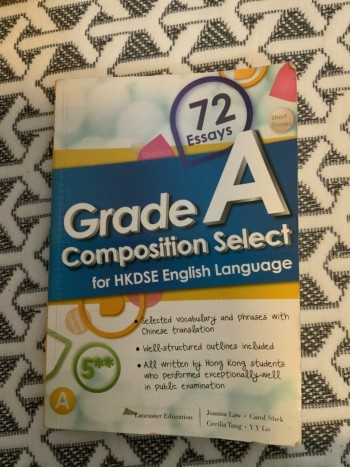 72
Essays
Short
Stories
Grade A
Composition Select
for HKDSE English Language
• Selected vocabulary and phrases with
Chinese translation
• Well-structured outlines included
• All written by Hong Kong students
who performed exceptionally well
in public examination
5**
A
Lancaster Education
Joanna Law • Carol Shek
Cecilia Tang • Y Y Lo